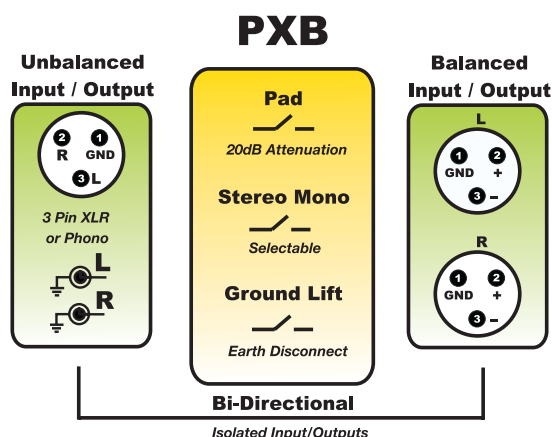 PXB
Unbalanced
Input / Output
2
1
R
GND
3 L
3 Pin XLR
or Phono
L
R
Pad
20dB Attenuation
Stereo Mono
Selectable
Ground Lift
Earth Disconnect
Balanced
Input / Output
L
1
2
GND
+
3 –
R
1
2
GND
+
3 –
Bi-Directional
Isolated Input/Outputs